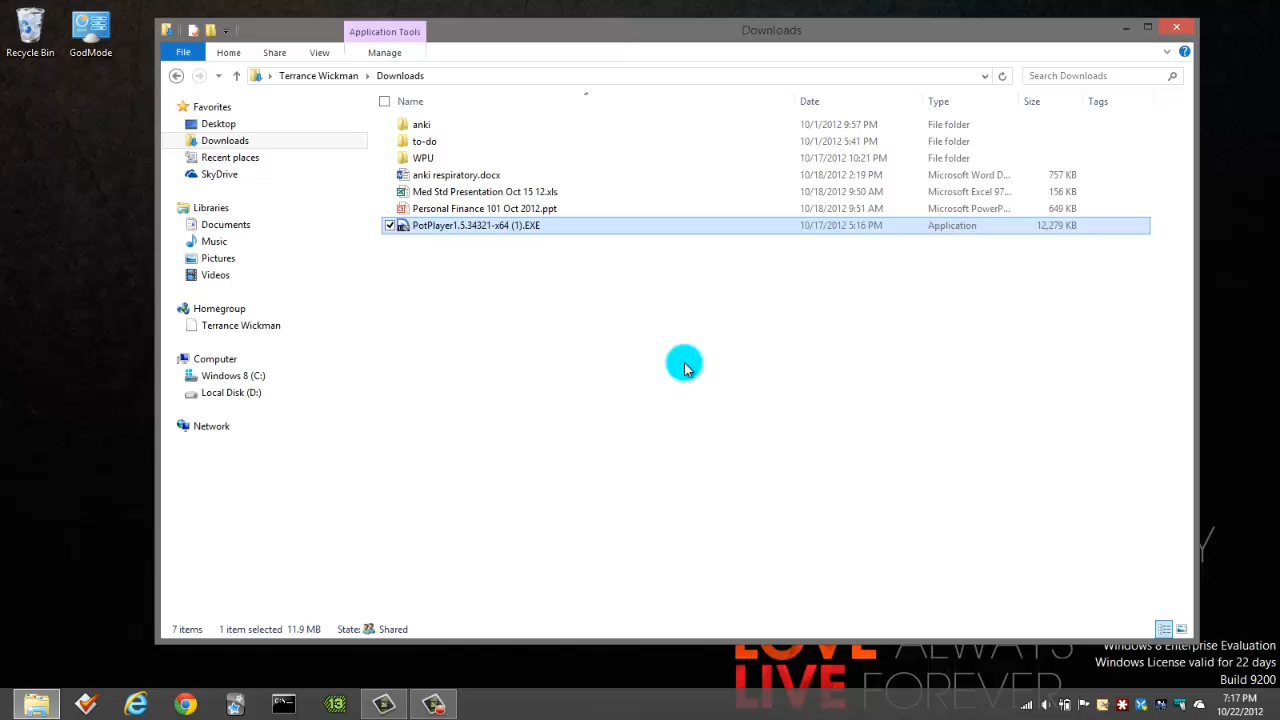 Recycle Bin
GodMode
Application Tools
Downloads
File Home Share View Manage
Terrance Wickman Downloads
Search Downloads
Name Date Type Size Tags
Favorites
Desktop
Downloads
Recent places
SkyDrive
Libraries
Documents
Music
Pictures
Videos
Homegroup
Terrance Wickman
Computer
Windows 8 (C:)
Local Disk (D:)
Network
anki 10/1/2012 9:57 PM File folder
to-do 10/1/2012 5:41 PM File folder
WPU 10/17/2012 10:21 PM File folder
anki respiratory.docx 10/18/2012 2:19 PM Microsoft Word D... 757 KB
Med Std Presentation Oct 15 12.xls 10/18/2012 9:50 AM Microsoft Excel 97... 156 KB
Personal Finance 101 Oct 2012.ppt 10/18/2012 9:51 AM Microsoft PowerP... 649 KB
PotPlayer1.5.34321-x64 (1).EXE 10/17/2012 5:16 PM Application 12,279 KB
7 items 1 item selected 11.9 MB State: Shared
LOVE ALWAYS
LIVE FOREVER
Windows 8 Enterprise Evaluation
Windows License valid for 22 days
Build 9200
13
7:17 PM
10/22/2012